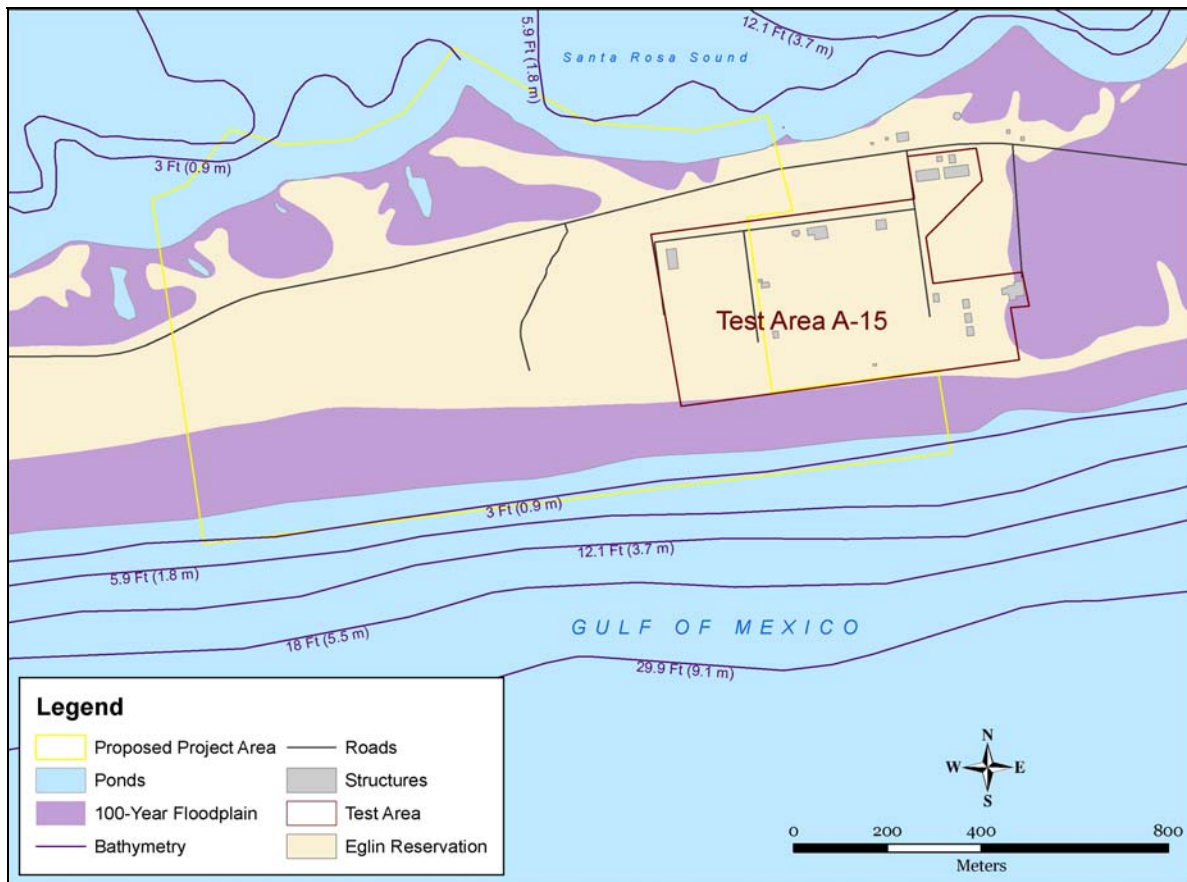 12.1 Ft (3.7 m)
5.9 Ft (1.8 m)
Santa Rosa Sound
3 Ft (0.9 m)
Test Area A-15
3 Ft (0.9 m)
12.1 Ft (3.7 m)
5.9 Ft (1.8 m)
GULF OF MEXICO
18 Ft (5.5 m)
29.9 Ft (9.1 m)
Legend
Proposed Project Area
Roads
Ponds
Structures
100-Year Floodplain
Test Area
Bathymetry
Eglin Reservation
N
W E
S
0 200 400 800
Meters